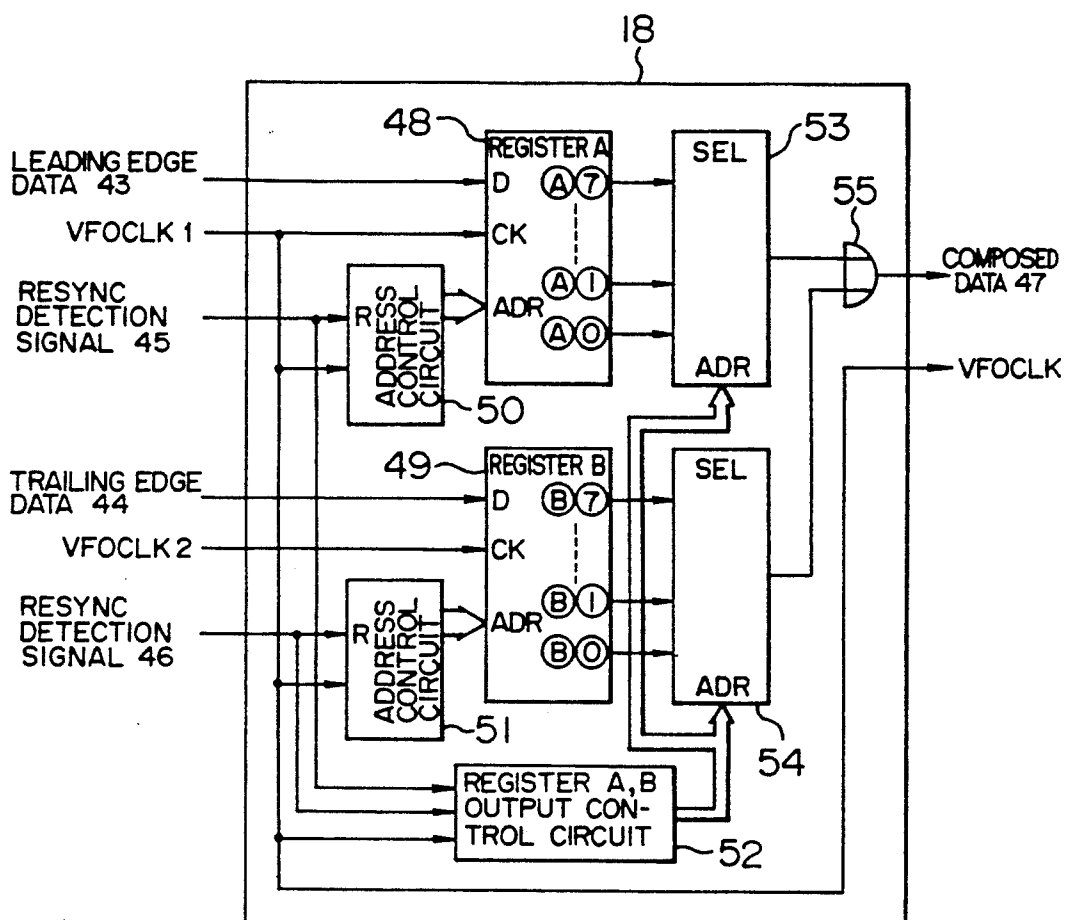 18
LEADING EDGE
DATA 43
VFOCLK 1
RESYNC
DETECTION
SIGNAL 45
48
REGISTER A
D
A 7
CK
A 1
ADR
A 0
R
ADDRESS
CONTROL
CIRCUIT
50
SEL
ADR
53
55
COMPOSED
DATA 47
VFOCLK
TRAILING EDGE
DATA 44
VFOCLK 2
RESYNC
DETECTION
SIGNAL 46
49
REGISTER B
D
B 7
CK
B 1
ADR
B 0
R
ADDRESS
CONTROL
CIRCUIT
51
SEL
ADR
54
REGISTER A,B
OUTPUT CON-
TROL CIRCUIT
52